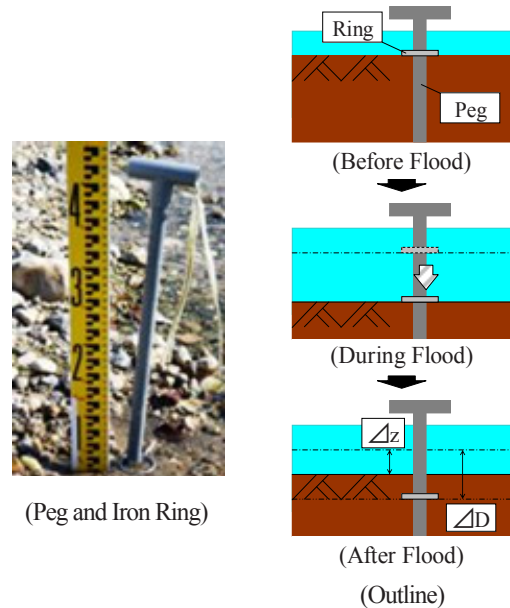 4
3
2
(Peg and Iron Ring)
Ring
Peg
(Before Flood)
(During Flood)
⊿z
⊿D
(After Flood)
(Outline)